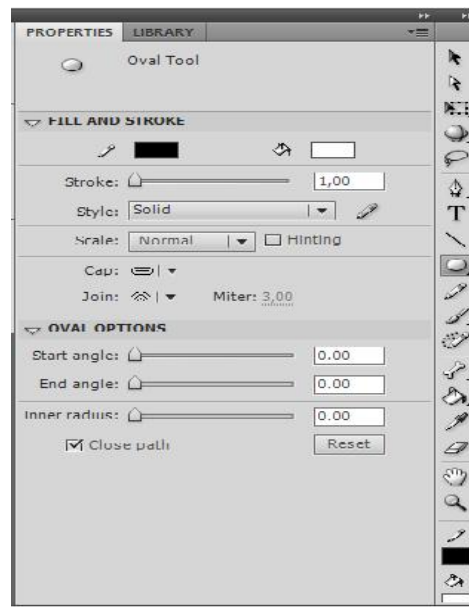 PROPERTIES LIBRARY
Oval Tool
FILL AND STROKE
Stroke: 1,00
Style: Solid
Scale: Normal Hinting
Cap:
Join: Miter: 3,00
OVAL OPTIONS
Start angle: 0.00
End angle: 0.00
Inner radius: 0.00
Close path Reset
T